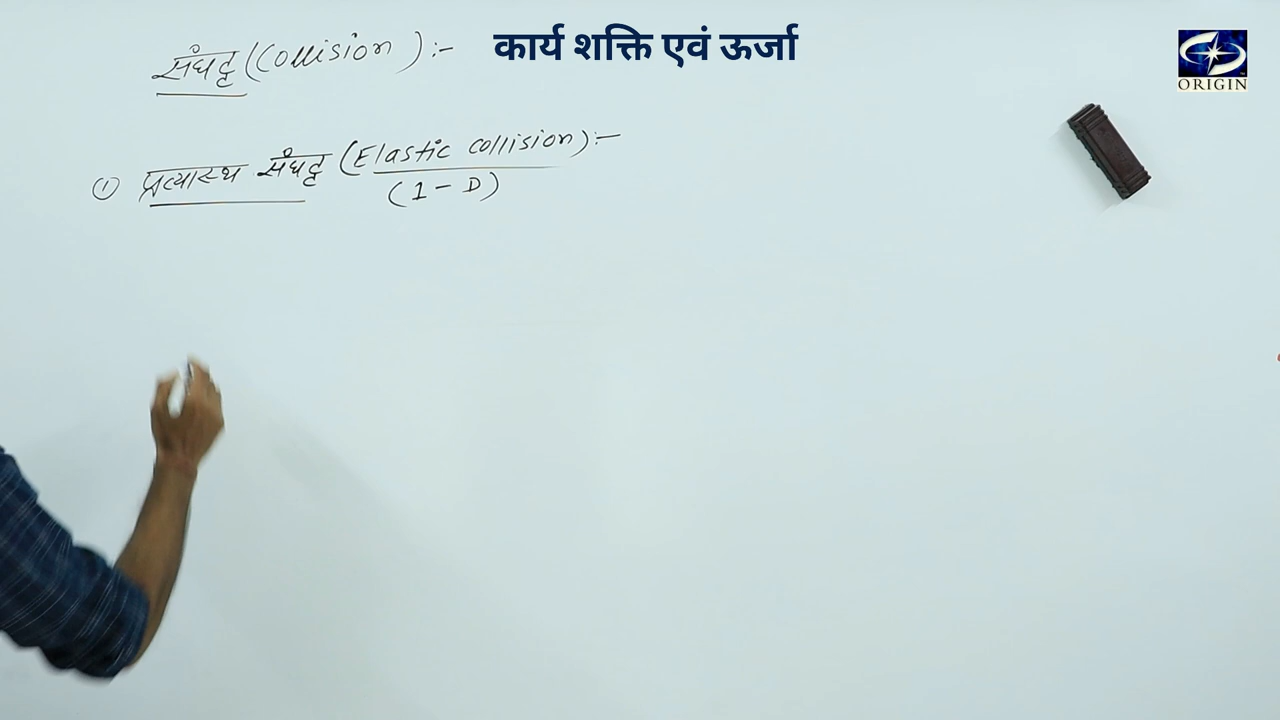 कार्य शक्ति एवं ऊर्जा
ORIGIN
संघट्ट (Collision) :-
① प्रत्यास्थ संघट्ट (Elastic collision) :-
(1-D)